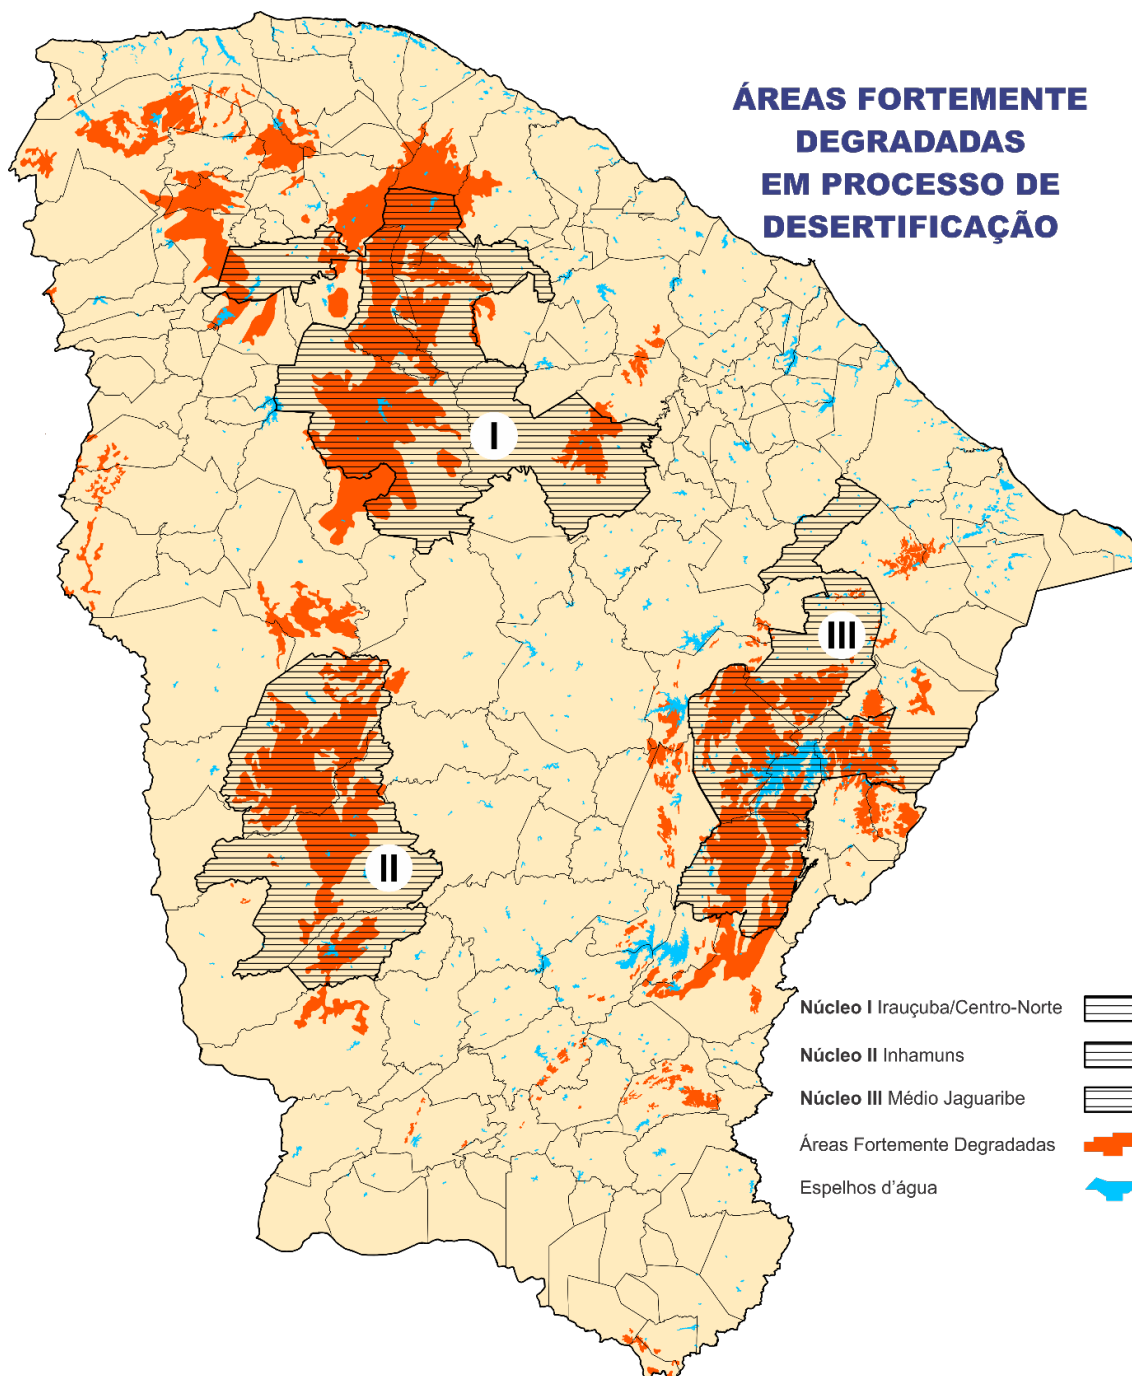 ÁREAS FORTEMENTE
DEGRADADAS
EM PROCESSO DE
DESERTIFICAÇÃO
I
III
II
Núcleo I Irauçuba/Centro-Norte
Núcleo II Inhamuns
Núcleo III Médio Jaguaribe
Áreas Fortemente Degradadas
Espelhos d'água